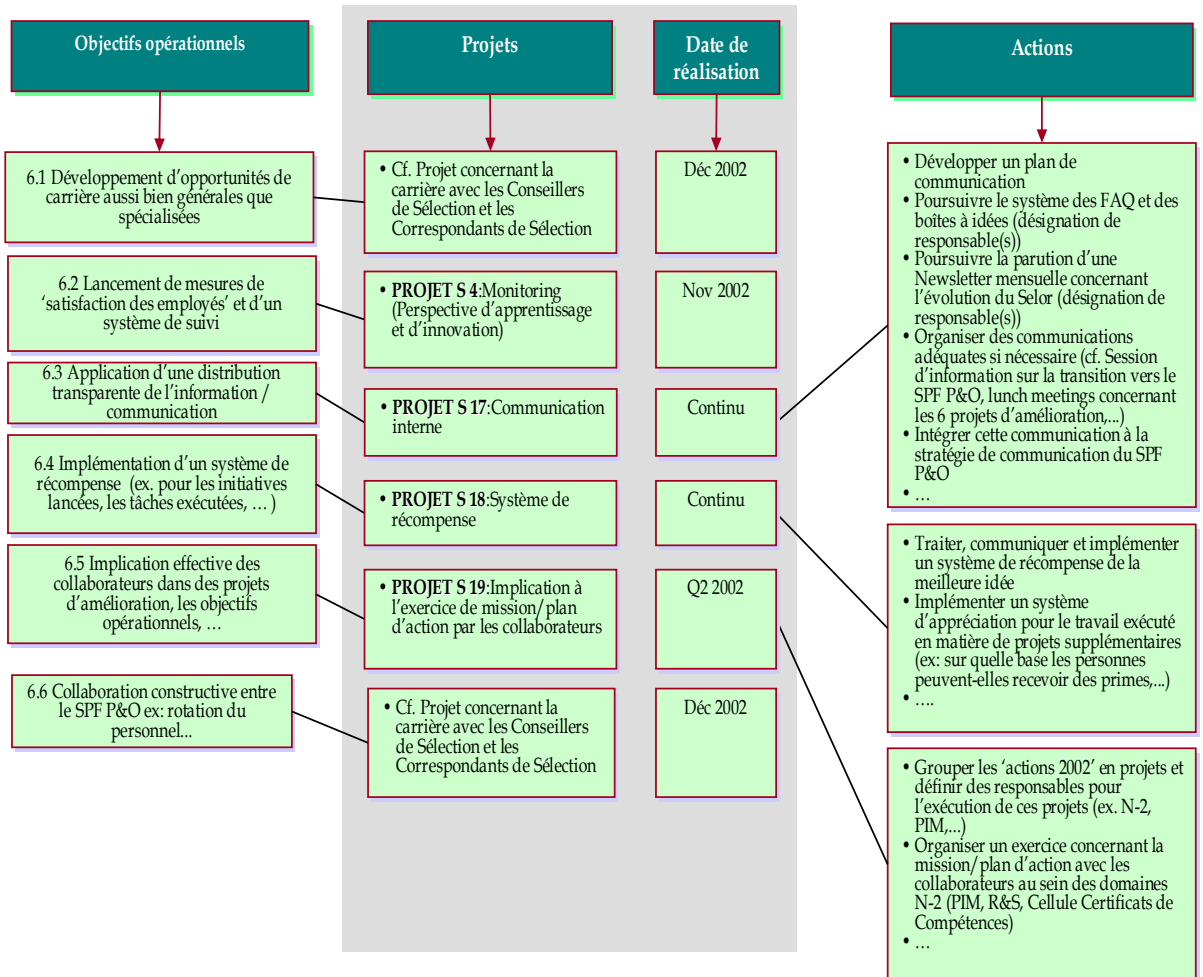 Objectifs opérationnels
Projets
Date de
réalisation
Actions
6.1 Développement d'opportunités de
carrière aussi bien générales que
spécialisées
6.2 Lancement de mesures de
‘satisfaction des employés’ et d'un
système de suivi
6.3 Application d'une distribution
transparente de l'information /
communication
6.4 Implémentation d'un système de
récompense (ex. pour les initiatives
lancées, les tâches exécutées, … )
6.5 Implication effective des
collaborateurs dans des projets
d'amélioration, les objectifs
opérationnels, …
6.6 Collaboration constructive entre
le SPF P&O ex: rotation du
personnel...
• Cf. Projet concernant la
carrière avec les Conseillers
de Sélection et les
Correspondants de Sélection
• PROJET S 4:Monitoring
(Perspective d'apprentissage
et d'innovation)
• PROJET S 17:Communication
interne
• PROJET S 18:Système de
récompense
• PROJET S 19:Implication à
l'exercice de mission/plan
d'action par les collaborateurs
• Cf. Projet concernant la
carrière avec les Conseillers
de Sélection et les
Correspondants de Sélection
Déc 2002
Nov 2002
Continu
Continu
Q2 2002
Déc 2002
• Développer un plan de
communication
• Poursuivre le système des FAQ et des
boîtes à idées (désignation de
responsable(s))
• Poursuivre la parution d'une
Newsletter mensuelle concernant
l'évolution du Selor (désignation de
responsable(s))
• Organiser des communications
adéquates si nécessaire (cf. Session
d'information sur la transition vers le
SPF P&O, lunch meetings concernant
les 6 projets d'amélioration,...)
• Intégrer cette communication à la
stratégie de communication du SPF
P&O
• …
• Traiter, communiquer et implémenter
un système de récompense de la
meilleure idée
• Implémenter un système
d'appréciation pour le travail exécuté
en matière de projets supplémentaires
(ex: sur quelle base les personnes
peuvent-elles recevoir des primes,...)
• ….
• Grouper les ‘actions 2002’ en projets et
définir des responsables pour
l'exécution de ces projets (ex. N-2,
PIM,...)
• Organiser un exercice concernant la
mission/plan d'action avec les
collaborateurs au sein des domaines
N-2 (PIM, R&S, Cellule Certificats de
Compétences)
• …